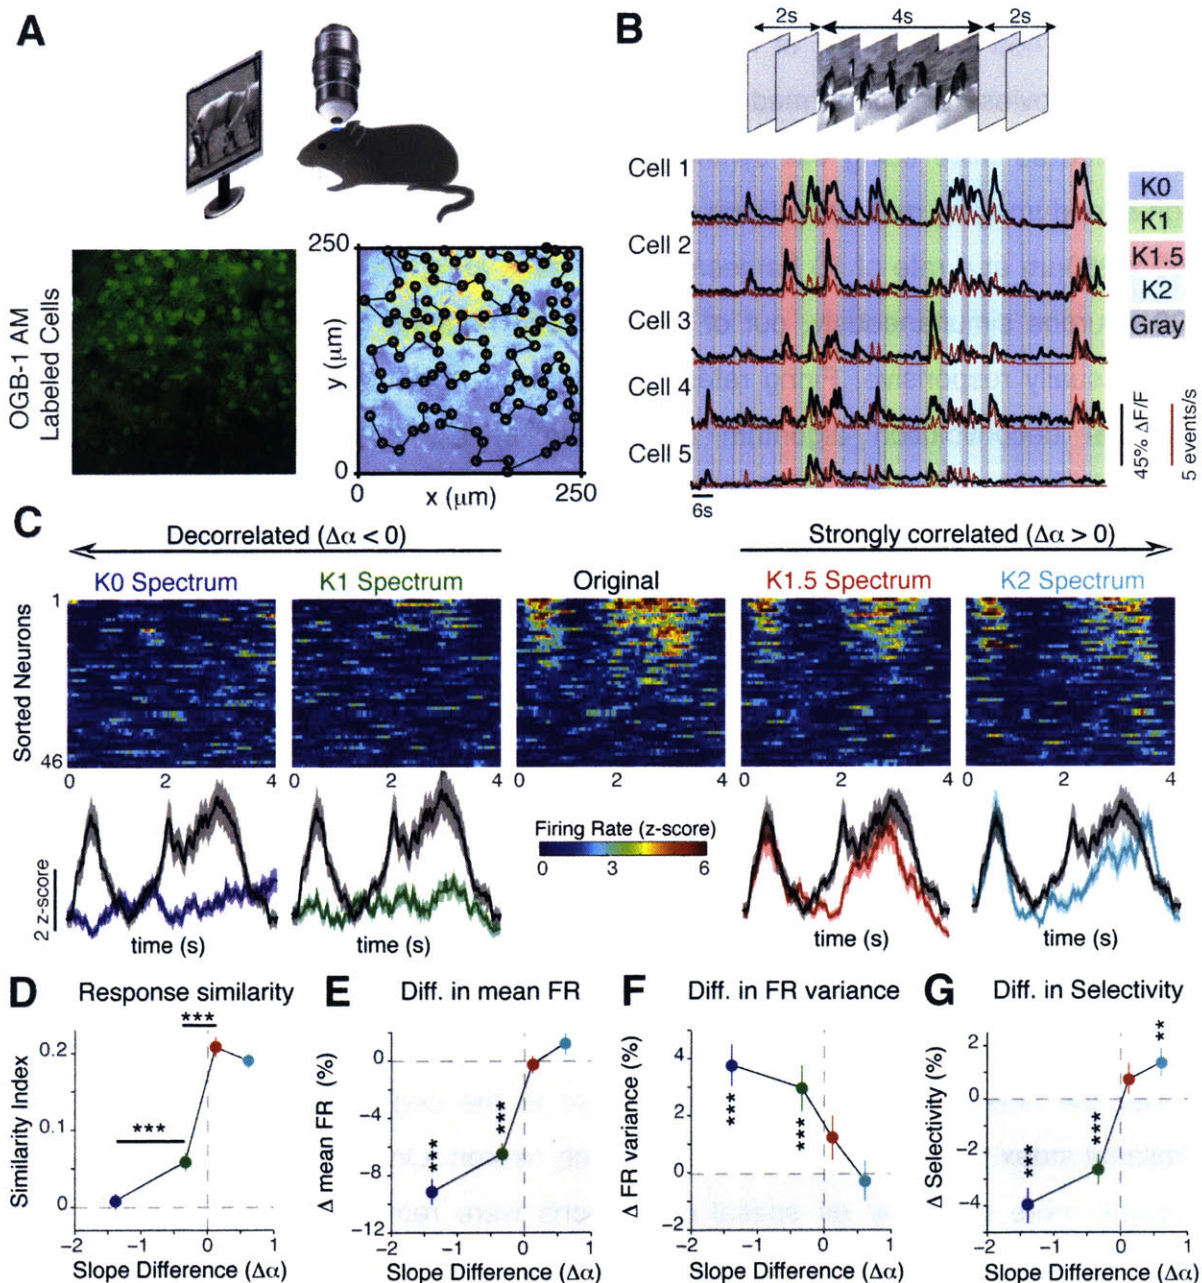 A
OGB-1 AM
Labeled Cells
250
y (μm)
0
0
x (μm)
250
B
2s
4s
2s
Cell 1
Cell 2
Cell 3
Cell 4
Cell 5
6s
K0
K1
K1.5
K2
Gray
45% ΔF/F
5 events/s
C
Decorrelated (Δα < 0)
Strongly correlated (Δα > 0)
K0 Spectrum
K1 Spectrum
Original
K1.5 Spectrum
K2 Spectrum
Sorted Neurons
1
46
0 2 4
0 2 4
0 2 4
0 2 4
2 z-score
time (s)
time (s)
Firing Rate (z-score)
0 3 6
time (s)
time (s)
D
Response similarity
***
***
Similarity Index
0.2
0.1
0
−2 −1 0 1
Slope Difference (Δα)
E
Diff. in mean FR
Δ mean FR (%)
0
−4
−8
−12
***
***
−2 −1 0 1
Slope Difference (Δα)
F
Diff. in FR variance
Δ FR variance (%)
4
2
0
−2
***
***
−2 −1 0 1
Slope Difference (Δα)
G
Diff. in Selectivity
Δ Selectivity (%)
2
0
−2
−4
***
***
**
−2 −1 0 1
Slope Difference (Δα)